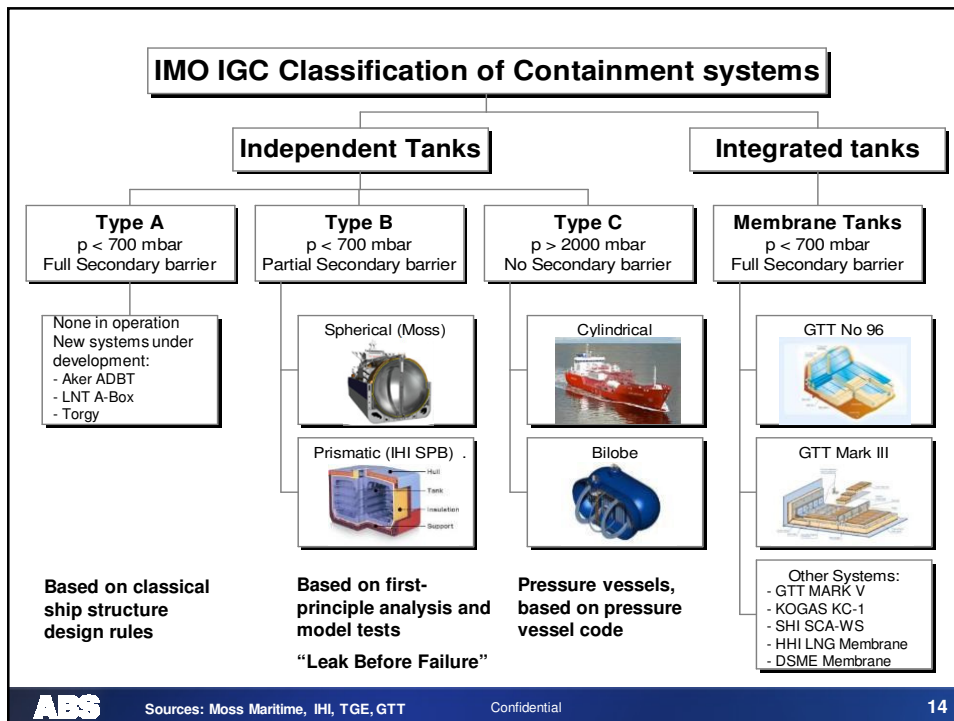 IMO IGC Classification of Containment systems
Independent Tanks
Integrated tanks
Type A
p < 700 mbar
Full Secondary barrier
Type B
p < 700 mbar
Partial Secondary barrier
Type C
p > 2000 mbar
No Secondary barrier
Membrane Tanks
p < 700 mbar
Full Secondary barrier
None in operation
New systems under
development:
- Aker ADBT
- LNT A-Box
- Torgy
Spherical (Moss)
Prismatic (IHI SPB) .
Hull
Tank
Insulation
Support
Cylindrical
Bilobe
GTT No 96
GTT Mark III
Other Systems:
- GTT MARK V
- KOGAS KC-1
- SHI SCA-WS
- HHI LNG Membrane
- DSME Membrane
Based on classical
ship structure
design rules
Based on first-
principle analysis and
model tests
“Leak Before Failure”
Pressure vessels,
based on pressure
vessel code
ABS
Sources: Moss Maritime, IHI, TGE, GTT
Confidential
14